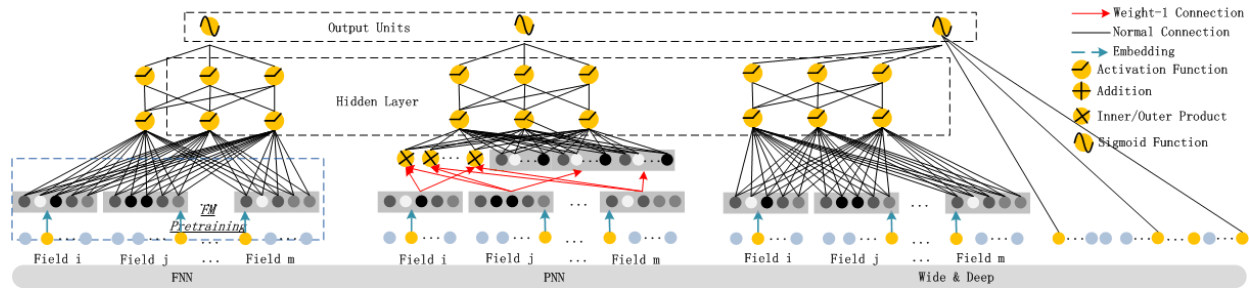 Output Units
Hidden Layer
Weight-1 Connection
Normal Connection
Embedding
Activation Function
Addition
Inner/Outer Product
Sigmoid Function
FM
Pretraining
...
Field i Field j ... Field m
Field i Field j ... Field m
Field i Field j ... Field m
FNN PNN Wide & Deep